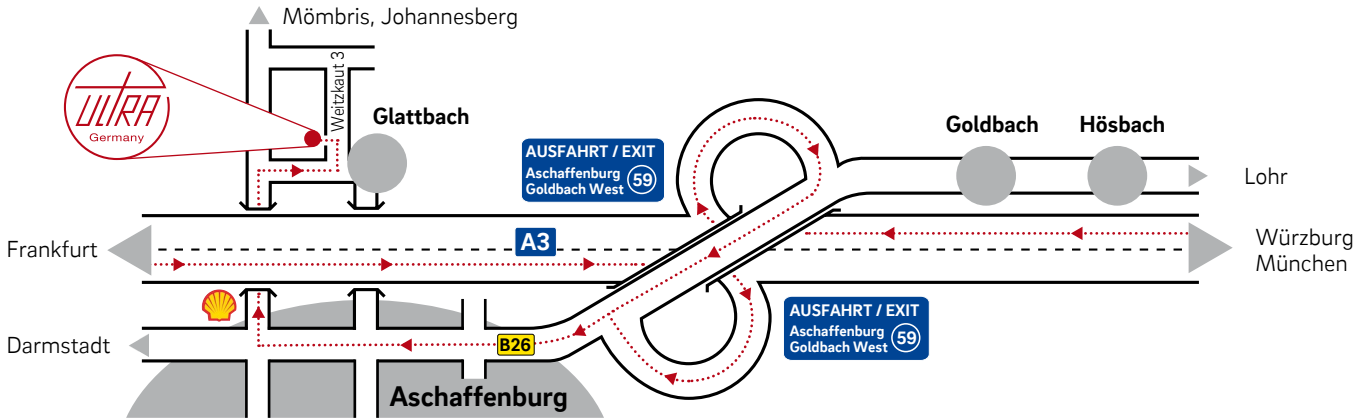 Mömbris, Johannesberg
ULTRA
Germany
Weitzkaut 3
Glattbach
AUSFAHRT / EXIT
Aschaffenburg
Goldbach West
59
Goldbach
Hösbach
Lohr
Frankfurt
A3
Würzburg
München
AUSFAHRT / EXIT
Aschaffenburg
Goldbach West
59
Darmstadt
B26
Aschaffenburg